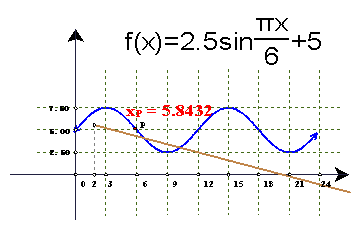 f(x)=2.5sin πx/6 +5
7.50
xP = 5.8432
5.00
P
2.50
0 2 3 6 9 12 15 18 21 24